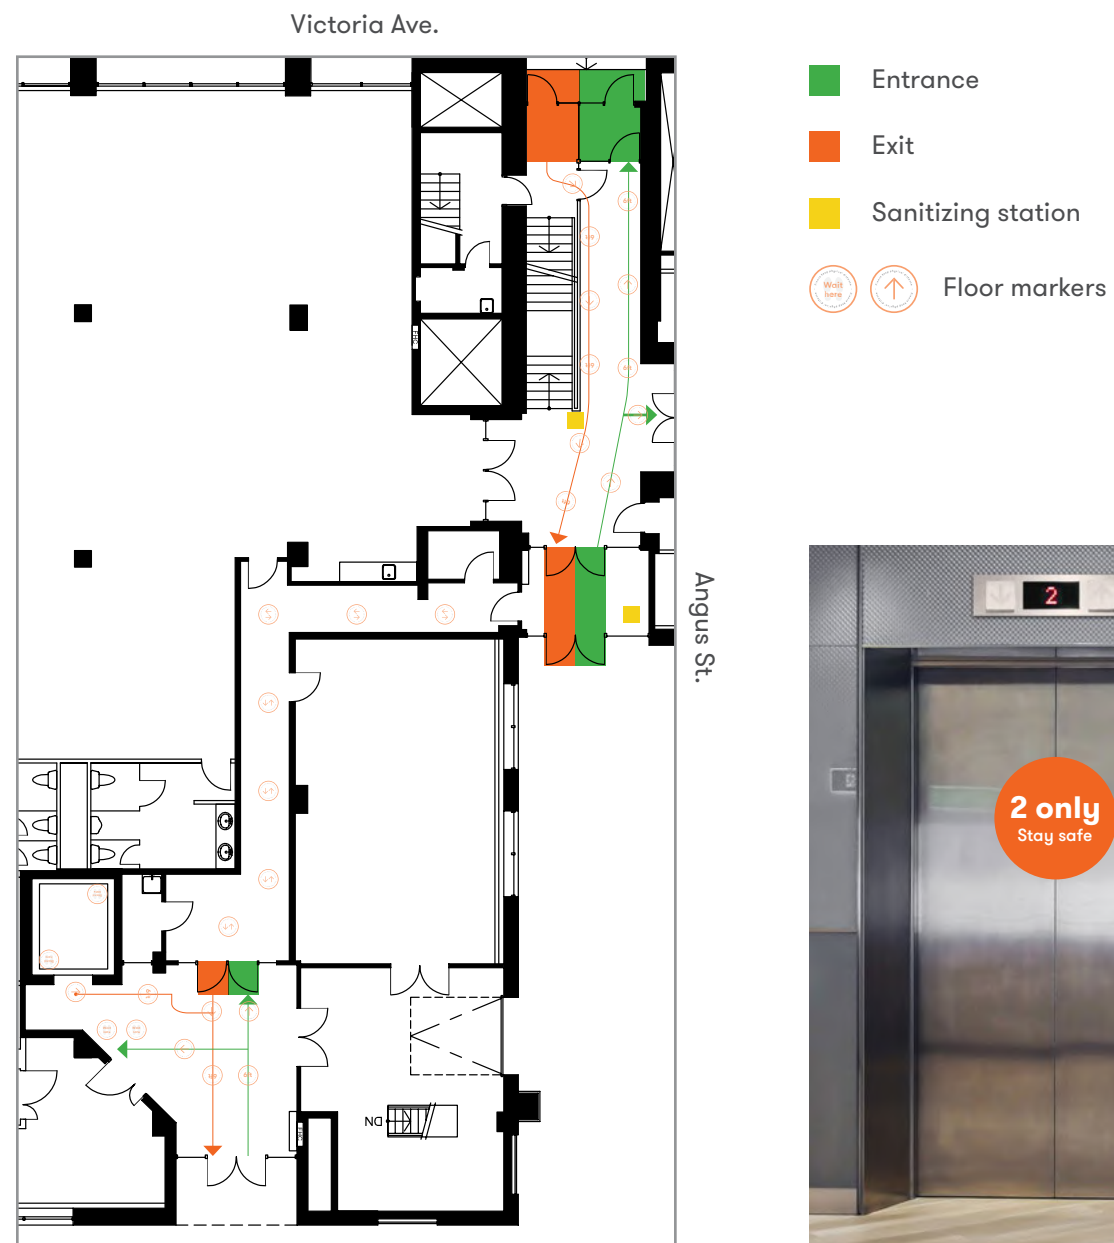 Victoria Ave.
Entrance
Exit
Sanitizing station
Wait
here
Floor markers
Angus St.
2
2 only
Stay safe
DN